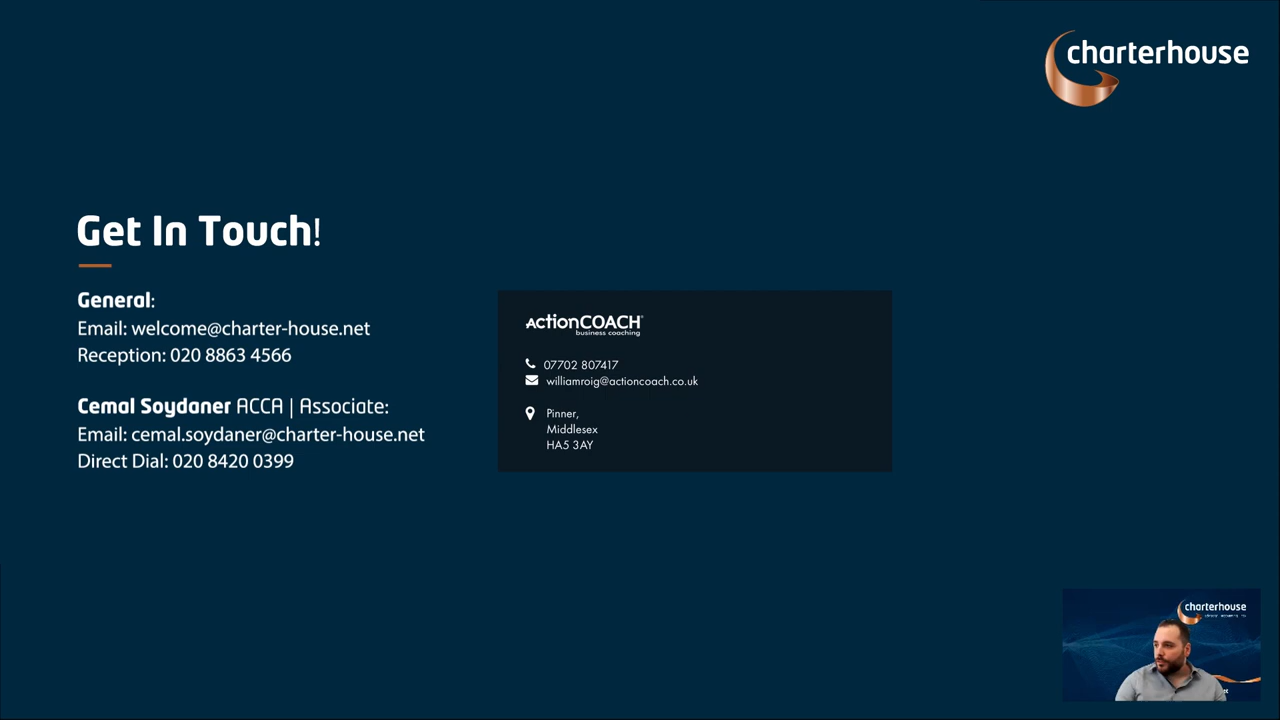 charterhouse
Get In Touch!
General:
Email: welcome@charter-house.net
Reception: 020 8863 4566
Cemal Soydaner ACCA | Associate:
Email: cemal.soydaner@charter-house.net
Direct Dial: 020 8420 0399
ActionCOACH
business coaching
07702 807417
williamroig@actioncoach.co.uk
Pinner,
Middlesex
HA5 3AY
charterhouse